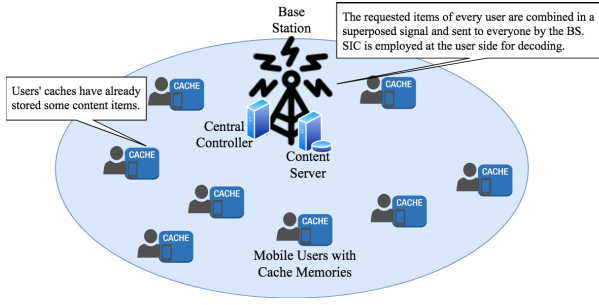 Base
Station
The requested items of every user are combined in a
superposed signal and sent to everyone by the BS.
SIC is employed at the user side for decoding.
Users' caches have already
stored some content items.
CACHE
CACHE
Central
Controller
Content
Server
CACHE
CACHE
CACHE
CACHE
CACHE
CACHE
Mobile Users with
Cache Memories